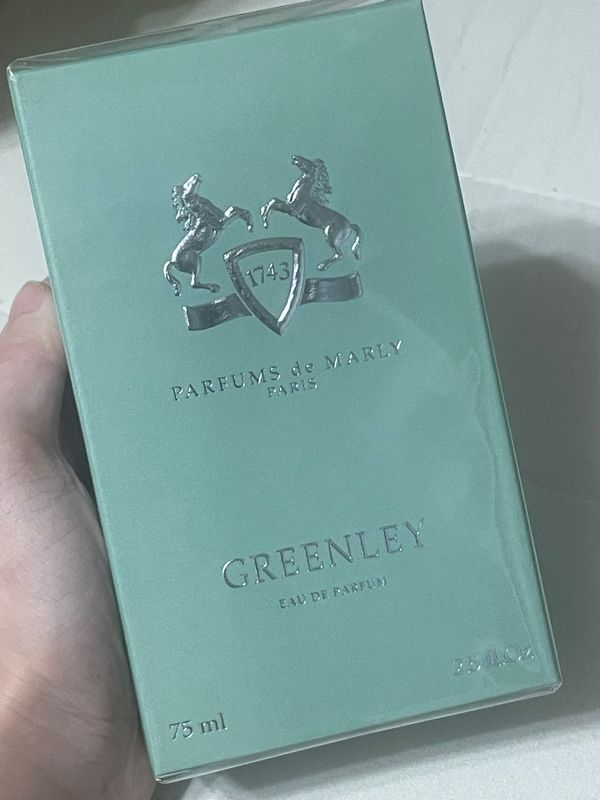 1743
PARFUMS de MARLY
PARIS
GREENLEY
EAU DE PARFUM
2.5 fl.Oz.
75 ml